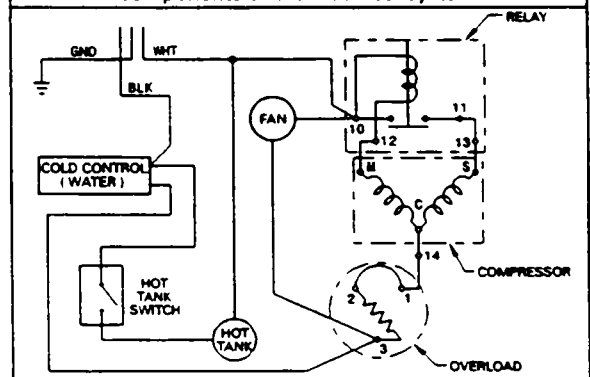 RELAY
GND
WHT
BLK
FAN
10
11
12
13
COLD CONTROL
( WATER )
M
S
C
14
COMPRESSOR
HOT
TANK
SWITCH
2
1
HOT
TANK
3
OVERLOAD